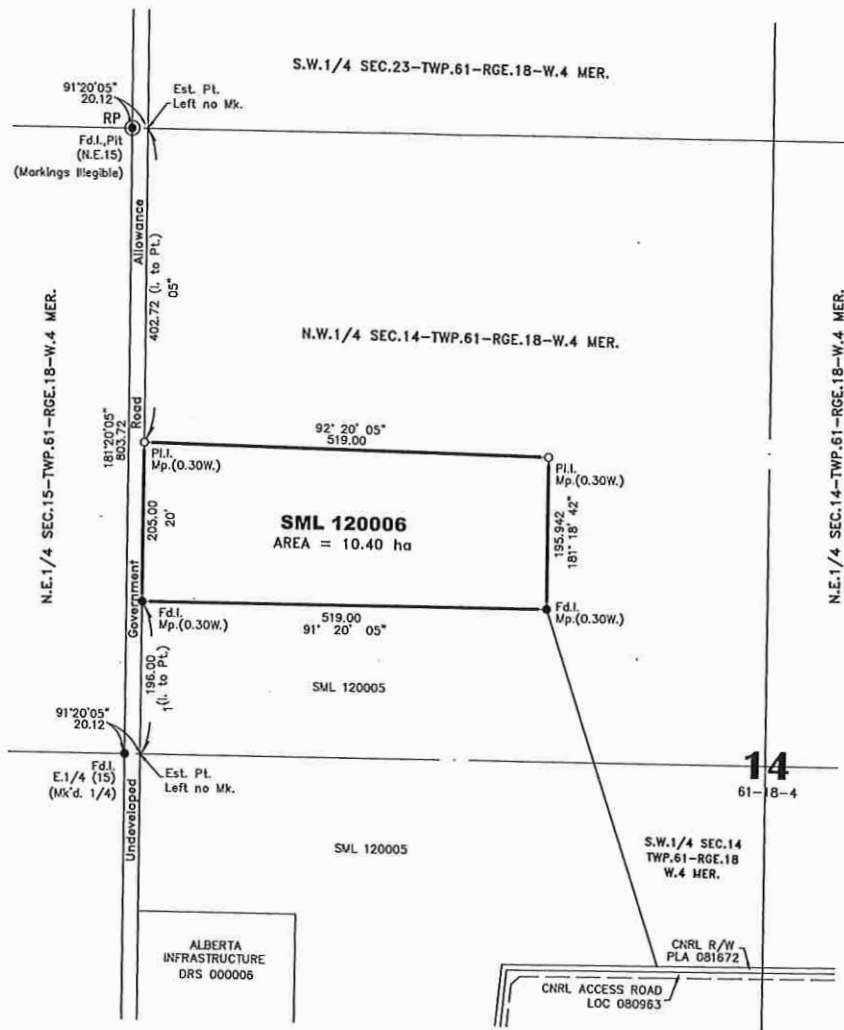 S.W.1/4 SEC.23-TWP.61-RGE.18-W.4 MER.
91°20'05"
20.12
Est. Pt.
Left no Mk.
RP
Fd.I.,Pit
(N.E.15)
(Markings Illegible)
Allowance
402.72 (I. to Pt.)
05"
N.E.1/4 SEC.15-TWP.61-RGE.18-W.4 MER.
N.W.1/4 SEC.14-TWP.61-RGE.18-W.4 MER.
N.E.1/4 SEC.14-TWP.61-RGE.18-W.4 MER.
181°20'05"
803.72
Road
92° 20' 05"
519.00
Pl.I.
Mp.(0.30W.)
Pl.I.
Mp.(0.30W.)
205.00
20'
SML 120006
AREA = 10.40 ha
195.942
181° 18' 42"
Government
Fd.I.
Mp.(0.30W.)
519.00
91° 20' 05"
Fd.I.
Mp.(0.30W.)
196.00
(I. to Pt.)
SML 120005
91°20'05"
20.12
Fd.I.
E.1/4 (15)
(Mk'd. 1/4)
Est. Pt.
Left no Mk.
14
61-18-4
Undeveloped
SML 120005
S.W.1/4 SEC.14
TWP.61-RGE.18
W.4 MER.
ALBERTA
INFRASTRUCTURE
DRS 000006
CNRL R/W
PLA 081672
CNRL ACCESS ROAD
LOC 080963